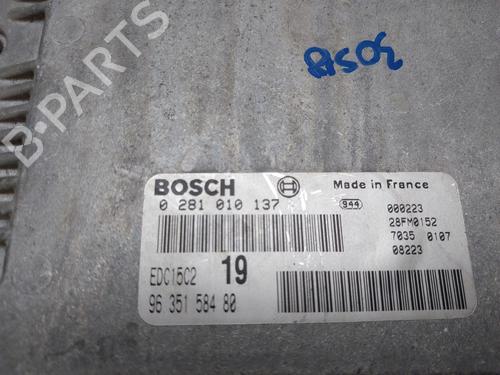 BOSCH
Made in France
0 281 010 137
944
000223
28FM0152
7035 0107
08223
EDC15C2
19
96 351 584 80
B-PARTS